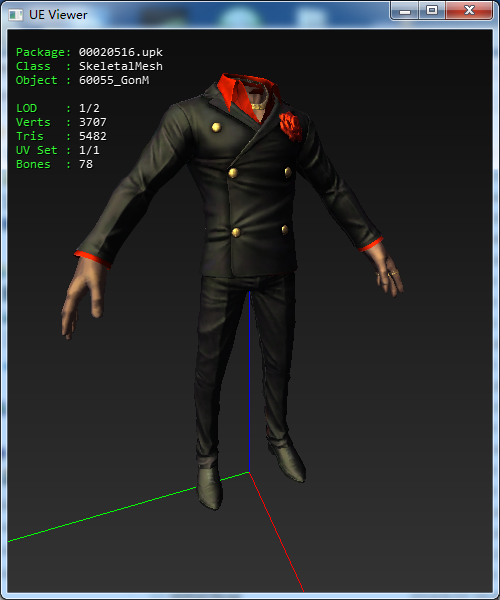 UE Viewer
Package: 00020516.upk
Class  : SkeletalMesh
Object : 60055_GonM
LOD    : 1/2
Verts  : 3707
Tris   : 5482
UV Set : 1/1
Bones  : 78